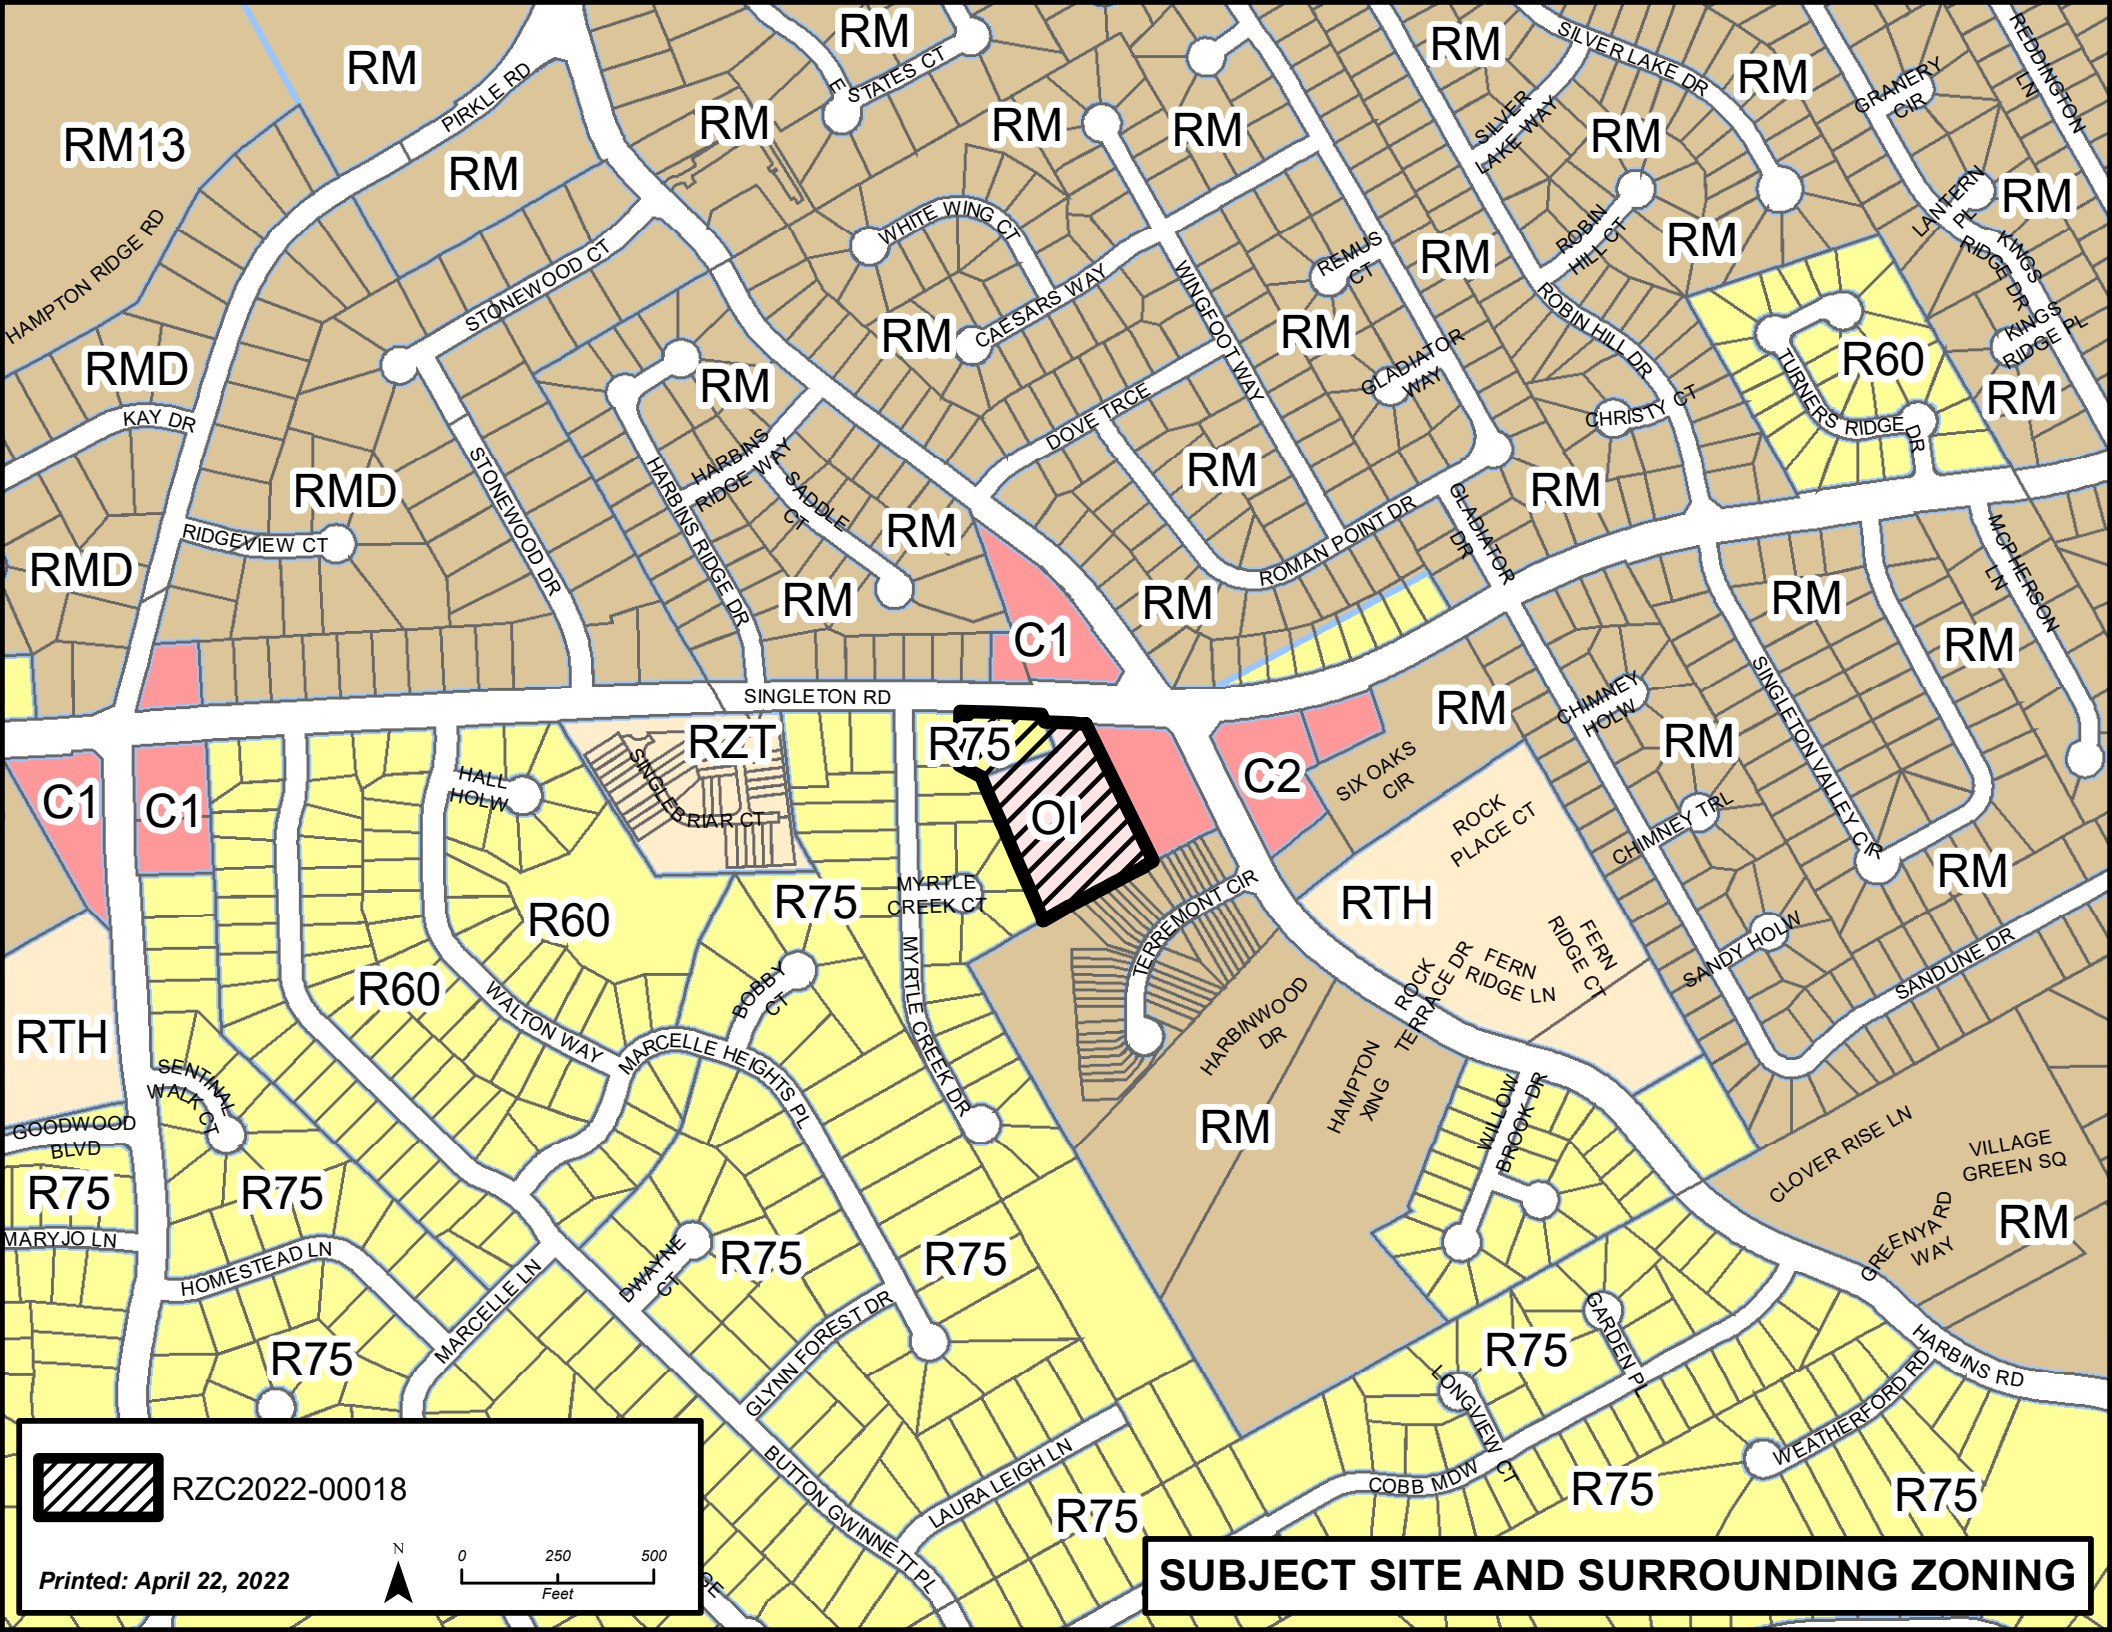 RM
RM
RM13
PIRKLE RD
RM
RM
STATES CT
RM
RM
RM
SILVER LAKE DR
RM
SILVER
LAKE WAY
RM
GRANERY
CIR
REDDINGTON
LN
HAMPTON RIDGE RD
STONEWOOD CT
WHITE WING CT
CAESARS WAY
RM
WINGFOOT WAY
REMUS
CT
RM
RM
ROBIN
HILL CT
RM
LANTERN
PL
RM
KINGS
RIDGE DR
KINGS
RIDGE PL
RM
RMD
KAY DR
RM
HARBINS
RIDGE WAY
DOVE TRCE
GLADIATOR
WAY
ROBIN HILL DR
CHRISTY CT
R60
TURNERS RIDGE
DR
RMD
RIDGEVIEW CT
RMD
STONEWOOD DR
HARBINS RIDGE DR
SADDLE
CT
RM
RM
RM
ROMAN POINT DR
GLADIATOR
DR
RM
RM
MCPHERSON
LN
C1
RM
RM
SINGLETON RD
RM
CHIMNEY
HOLW
RM
SINGLETON VALLEY CIR
C1
C1
HALL
HOLW
RZT
SINGLEBRIAR CT
R75
OI
C2
SIX OAKS
CIR
ROCK
PLACE CT
CHIMNEY TRL
RM
R60
R75
MYRTLE
CREEK CT
TERREMONT CIR
RTH
FERN
RIDGE CT
FERN
RIDGE LN
ROCK
TERRACE DR
SANDY HOLW
SANDUNE DR
R60
WALTON WAY
BOBBY
CT
MYRTLE CREEK DR
HARBINWOOD
DR
RTH
SENTINAL
WALK CT
MARCELLE HEIGHTS PL
RM
HAMPTON
XING
WILLOW
BROOK DR
GOODWOOD
BLVD
CLOVER RISE LN
VILLAGE
GREEN SQ
GREENYARD
WAY
RM
R75
R75
MARYJO LN
HOMESTEAD LN
MARCELLE LN
DWAYNE
CT
R75
R75
GLYNN FOREST DR
R75
GARDEN PL
R75
LONGVIEW CT
HARBINS RD
WEATHERFORD RD
BUTTON GWINNETT PL
LAURA LEIGH LN
R75
COBB MDW
R75
R75
RZC2022-00018
Printed: April 22, 2022
N
0 250 500
Feet
SUBJECT SITE AND SURROUNDING ZONING